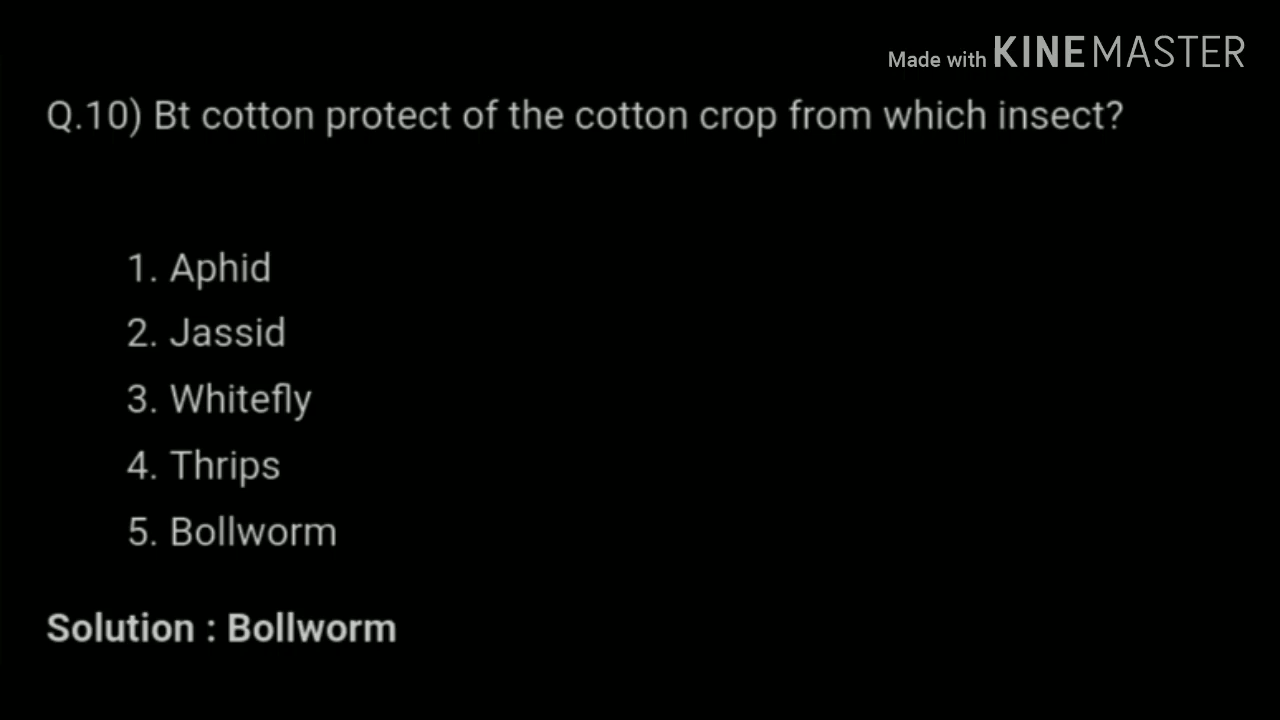 Made with KINEMASTER
Q.10) Bt cotton protect of the cotton crop from which insect?
1. Aphid
2. Jassid
3. Whitefly
4. Thrips
5. Bollworm
Solution : Bollworm